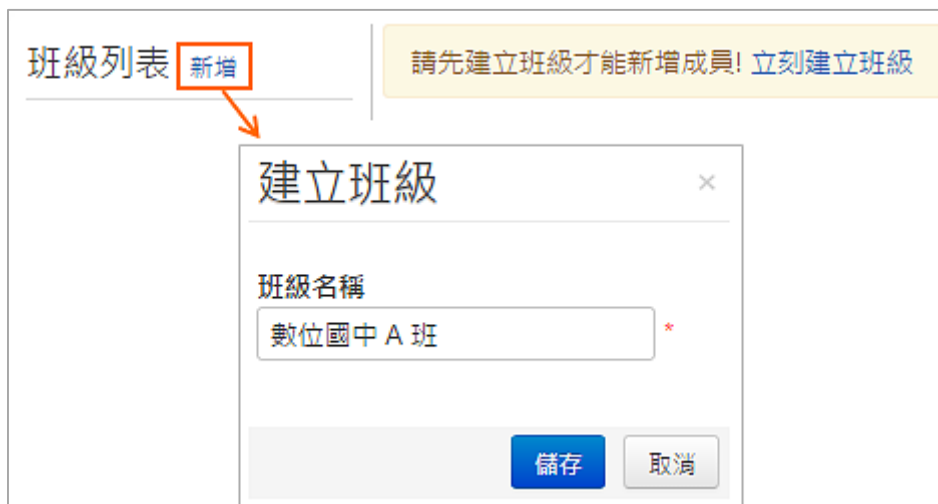 班級列表 新增
請先建立班級才能新增成員! 立刻建立班級
建立班級 ×
班級名稱
數位國中 A 班 *
儲存 取消